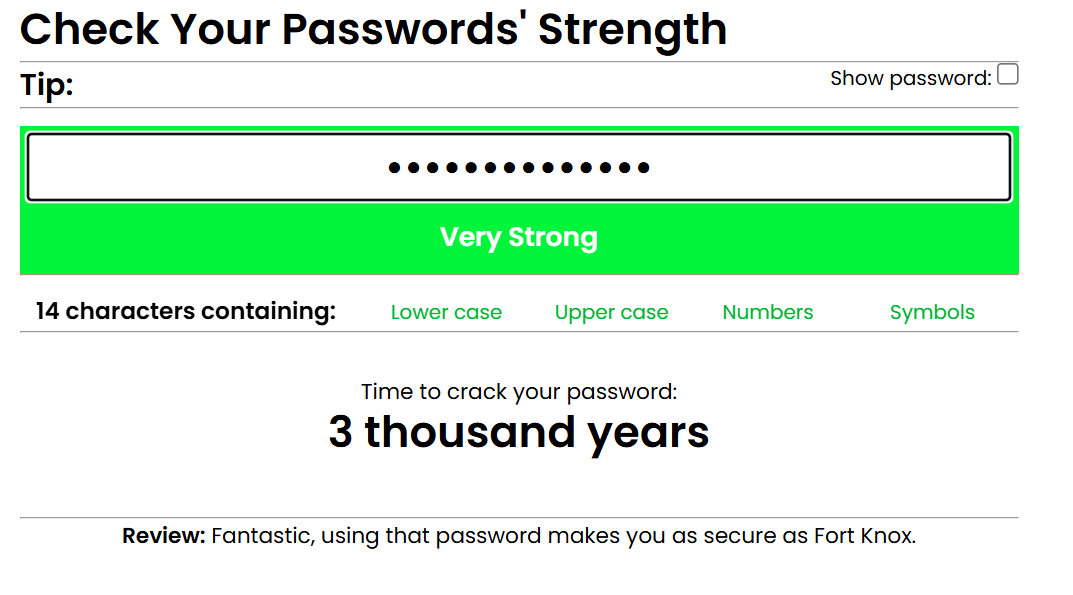 Check Your Passwords' Strength
Tip:
Show password:
••••••••••••••
Very Strong
14 characters containing: Lower case Upper case Numbers Symbols
Time to crack your password:
3 thousand years
Review: Fantastic, using that password makes you as secure as Fort Knox.